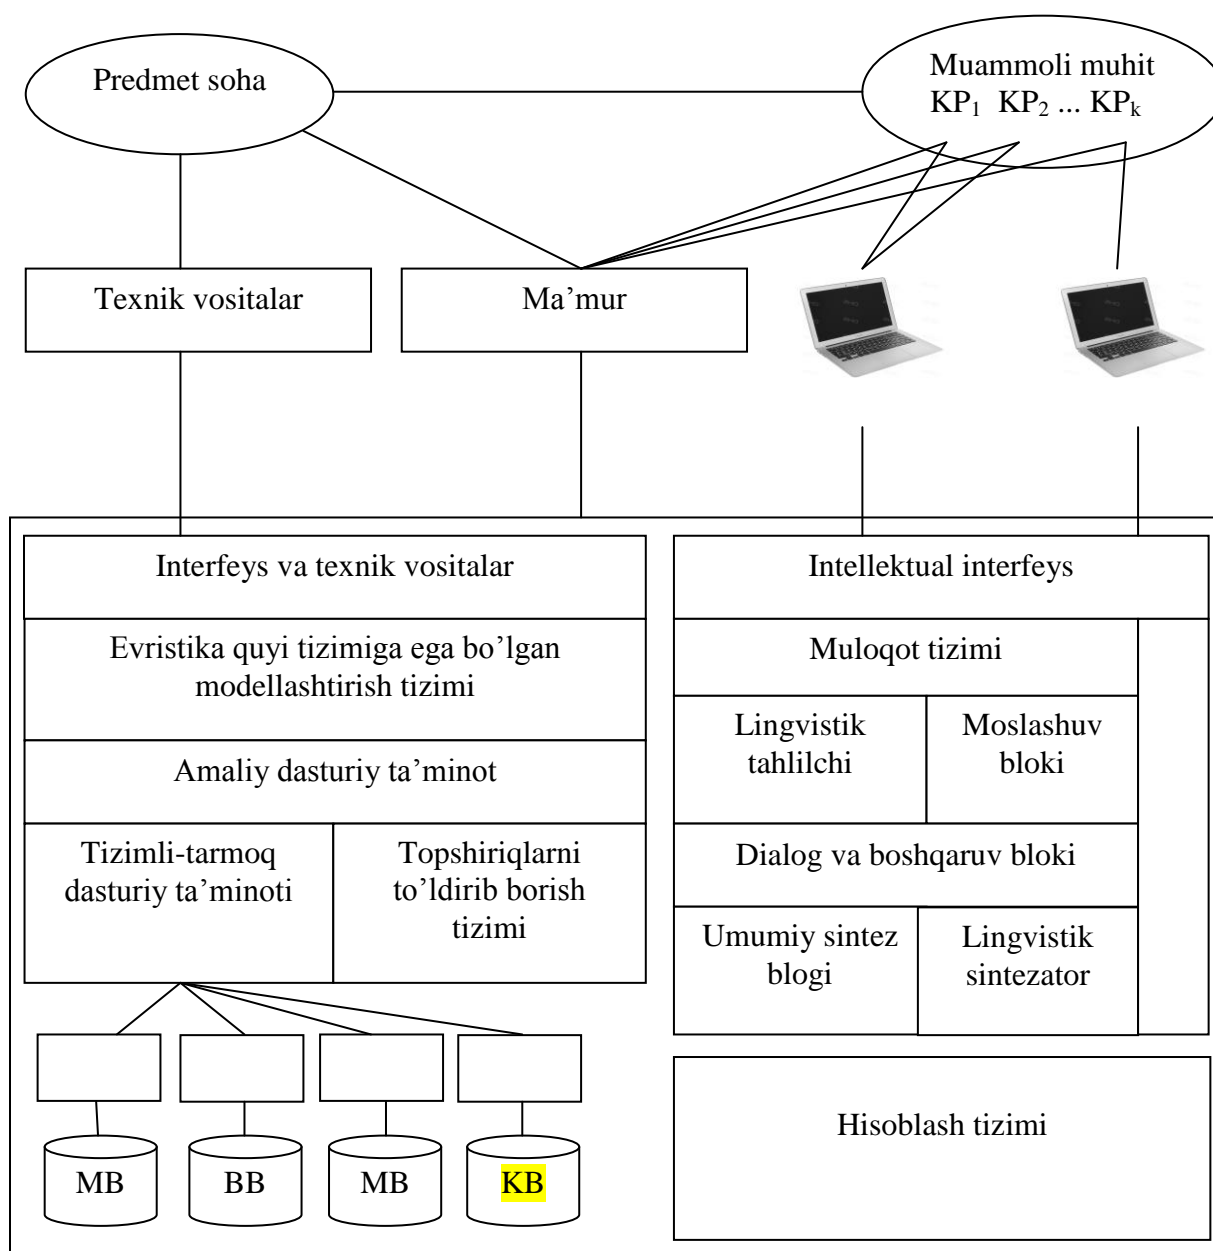 Predmet soha
Muammoli muhit
KP₁ KP₂ ... KPₖ
Texnik vositalar
Ma’mur
Interfeys va texnik vositalar
Intellektual interfeys
Evristika quyi tizimiga ega bo’lgan
modellashtirish tizimi
Muloqot tizimi
Lingvistik
tahlilchi
Moslashuv
bloki
Amaliy dasturiy ta’minot
Tizimli-tarmoq
dasturiy ta’minoti
Topshiriqlarni
to’ldirib borish
tizimi
Dialog va boshqaruv bloki
Umumiy sintez
blogi
Lingvistik
sintezator
Hisoblash tizimi
MB
BB
MB
KB